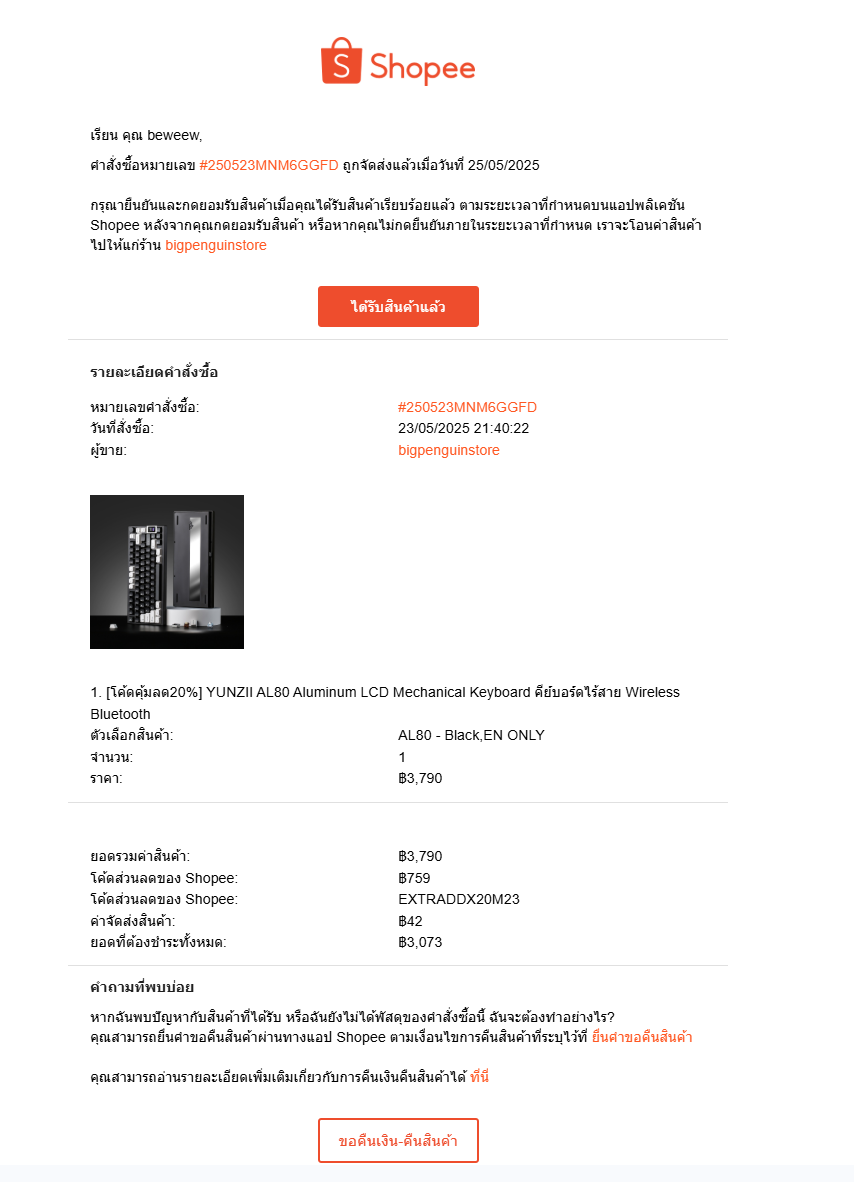 S Shopee
เรียน คุณ beweew,
คำสั่งซื้อหมายเลข #250523MNM6GGFD ถูกจัดส่งแล้วเมื่อวันที่ 25/05/2025
กรุณายืนยันและกดยอมรับสินค้าเมื่อคุณได้รับสินค้าเรียบร้อยแล้ว ตามระยะเวลาที่กำหนดบนแอปพลิเคชัน
Shopee หลังจากคุณกดยอมรับสินค้า หรือหากคุณไม่กดยืนยันภายในระยะเวลาที่กำหนด เราจะโอนค่าสินค้า
ไปให้แก่ร้าน bigpenguinstore
ได้รับสินค้าแล้ว
รายละเอียดคำสั่งซื้อ
หมายเลขคำสั่งซื้อ: #250523MNM6GGFD
วันที่สั่งซื้อ: 23/05/2025 21:40:22
ผู้ขาย: bigpenguinstore
1. [โค้ดคุ้มลด20%] YUNZII AL80 Aluminum LCD Mechanical Keyboard คีย์บอร์ดไร้สาย Wireless
Bluetooth
ตัวเลือกสินค้า: AL80 - Black,EN ONLY
จำนวน: 1
ราคา: ฿3,790
ยอดรวมค่าสินค้า: ฿3,790
โค้ดส่วนลดของ Shopee: ฿759
โค้ดส่วนลดของ Shopee: EXTRADDX20M23
ค่าจัดส่งสินค้า: ฿42
ยอดที่ต้องชำระทั้งหมด: ฿3,073
คำถามที่พบบ่อย
หากฉันพบปัญหากับสินค้าที่ได้รับ หรือฉันยังไม่ได้พัสดุของคำสั่งซื้อนี้ ฉันจะต้องทำอย่างไร?
คุณสามารถยื่นคำขอคืนสินค้าผ่านทางแอป Shopee ตามเงื่อนไขการคืนสินค้าที่ระบุไว้ที่ ยื่นคำขอคืนสินค้า
คุณสามารถอ่านรายละเอียดเพิ่มเติมเกี่ยวกับการคืนเงินคืนสินค้าได้ ที่นี่
ขอคืนเงิน-คืนสินค้า